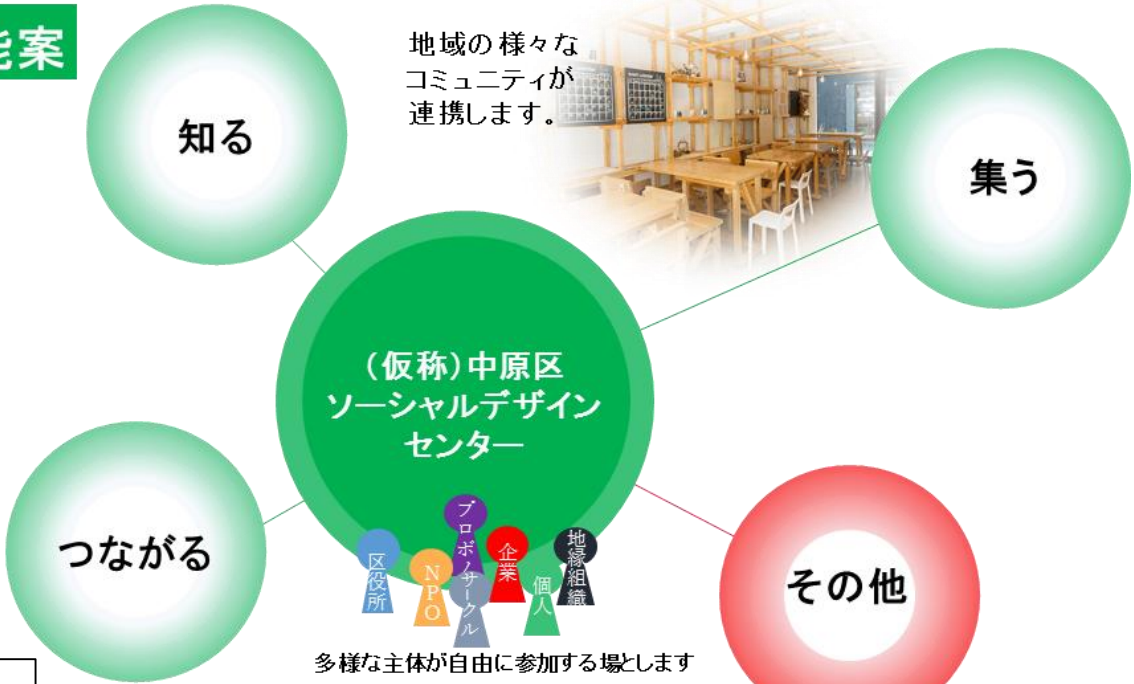 能案
地域の様々な
コミュニティが
連携します。
知る
集う
(仮称)中原区
ソーシャルデザイン
センター
つながる
その他
区役所
NPO
プロボノ
サークル
企業
個人
地縁組織
多様な主体が自由に参加する場とします